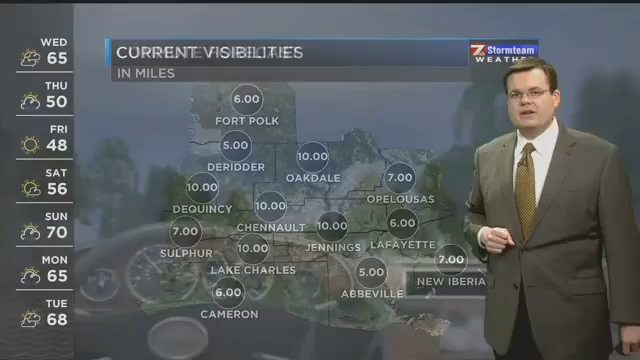 WED
65
THU
50
FRI
48
SAT
56
SUN
70
MON
65
TUE
68
CURRENT VISIBILITIES
IN MILES
7 Stormteam
WEATHER
6.00
FORT POLK
5.00
DERIDDER
10.00
OAKDALE
7.00
OPELOUSAS
10.00
DEQUINCY
10.00
CHENNAULT
10.00
JENNINGS
6.00
LAFAYETTE
7.00
SULPHUR
10.00
LAKE CHARLES
5.00
ABBEVILLE
7.00
NEW IBERIA
6.00
CAMERON